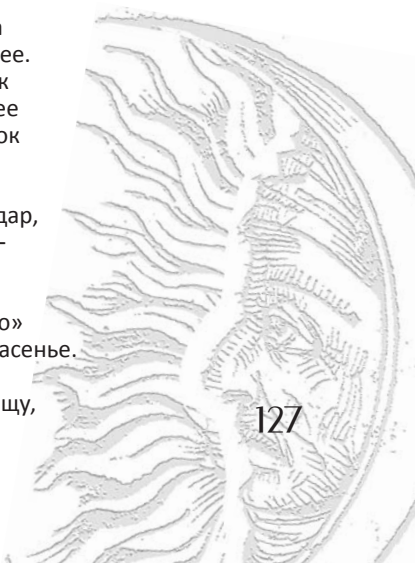 а
ее.
к
ее
ок
дар,
-
о»
асенье.
щу,
127